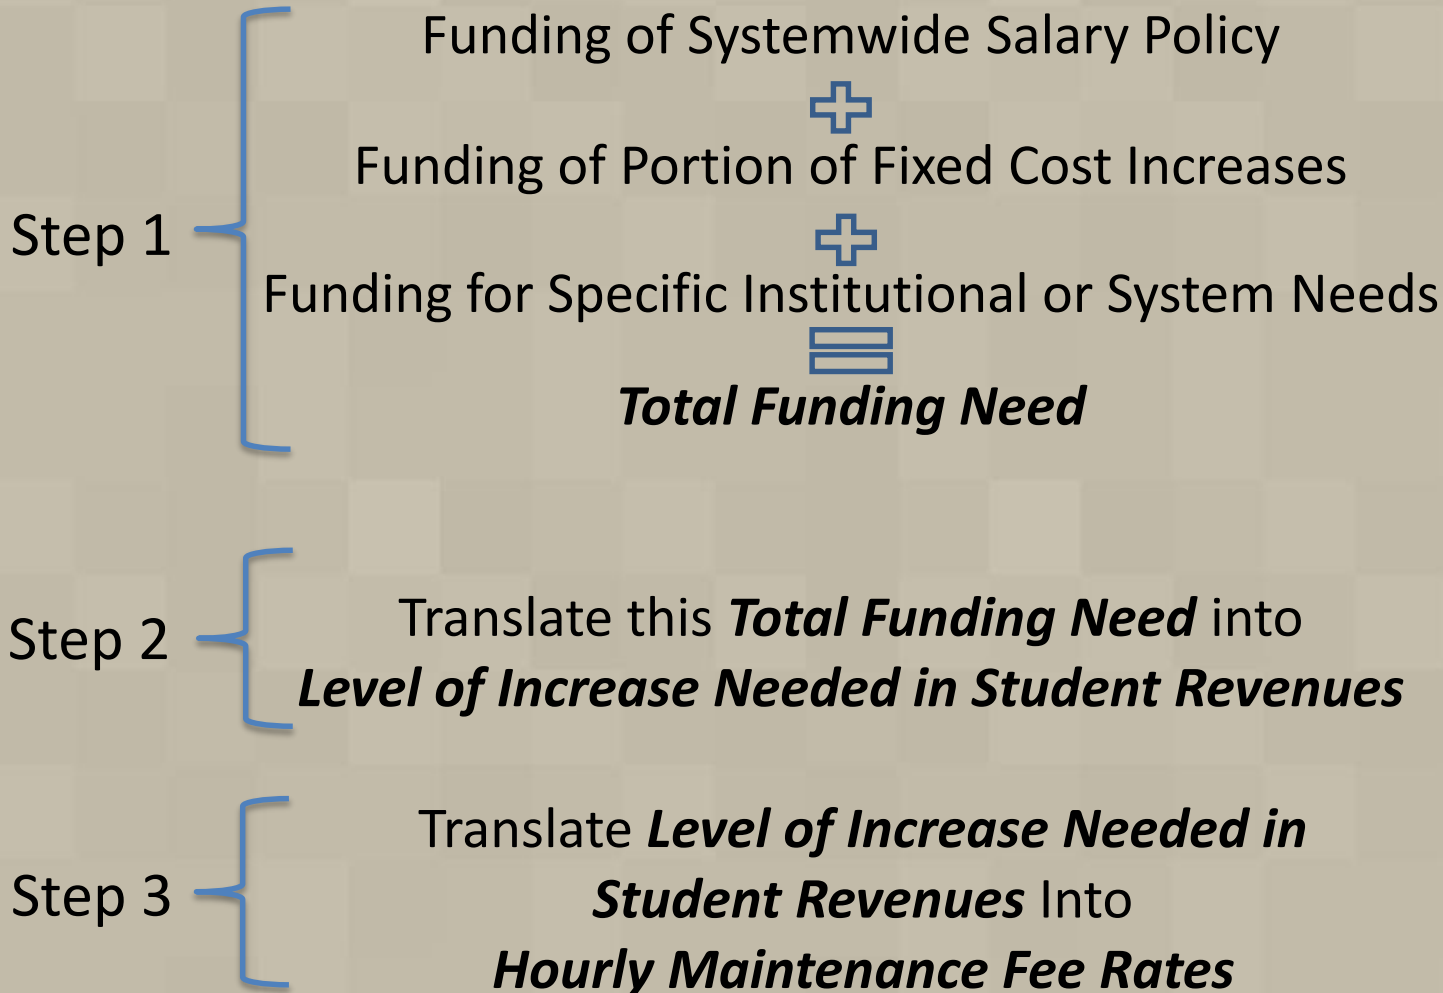 Funding of Systemwide Salary Policy
Funding of Portion of Fixed Cost Increases
Step 1
Funding for Specific Institutional or System Needs
Total Funding Need
Step 2
Translate this Total Funding Need into
Level of Increase Needed in Student Revenues
Step 3
Translate Level of Increase Needed in
Student Revenues Into
Hourly Maintenance Fee Rates